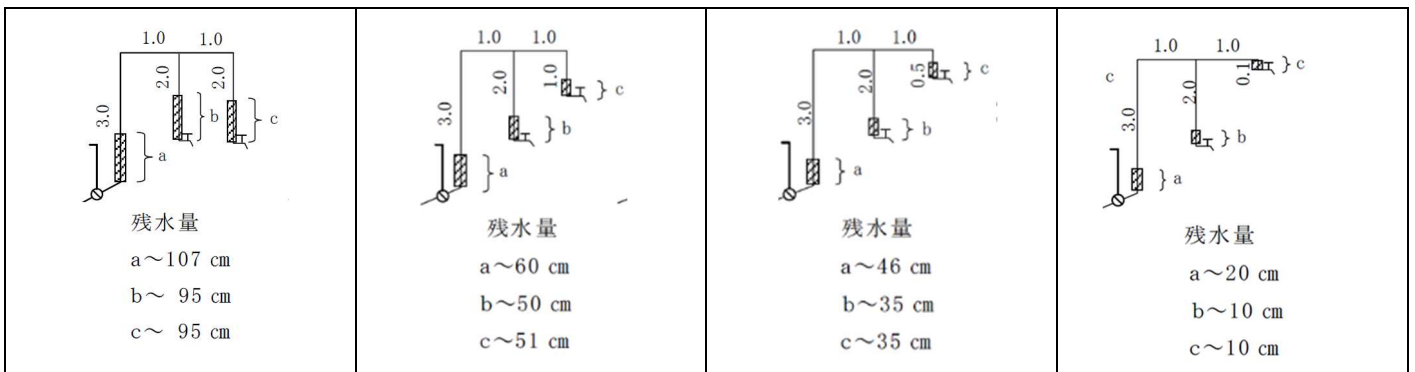 1.0 1.0
2.0 2.0
3.0
b c
a
残水量
a～107 cm
b～ 95 cm
c～ 95 cm
1.0 1.0
2.0 1.0
c
b
a
残水量
a～60 cm
b～50 cm
c～51 cm
1.0 1.0
2.0 0.5 c
3.0
b
a
残水量
a～46 cm
b～35 cm
c～35 cm
1.0 1.0
c 0.1 c
2.0
3.0
b
a
残水量
a～20 cm
b～10 cm
c～10 cm